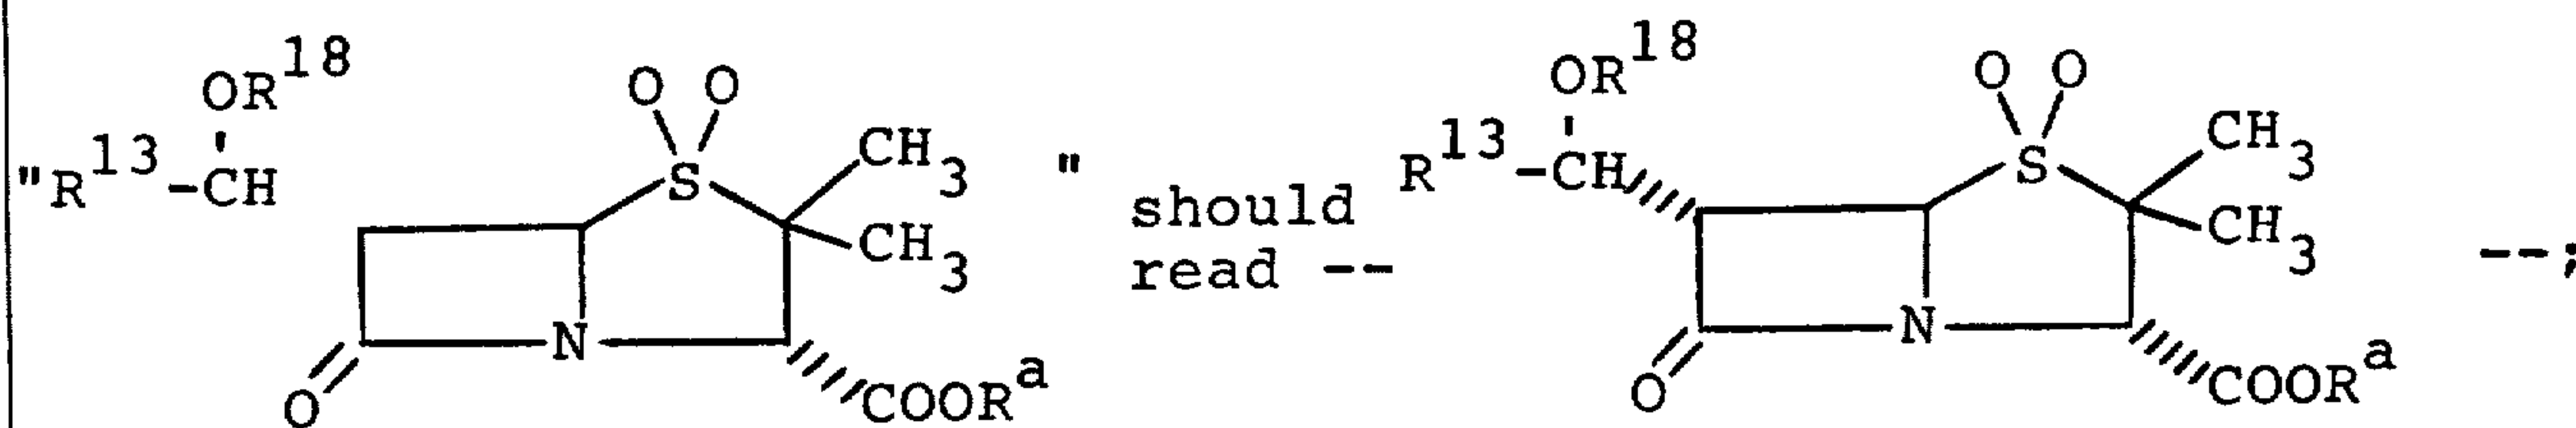 OR18 O O
"R13-CH S CH3 "
CH3
O N COORa
should
read --
OR18 O O
R13-CH S CH3
CH3 --;
O N COORa